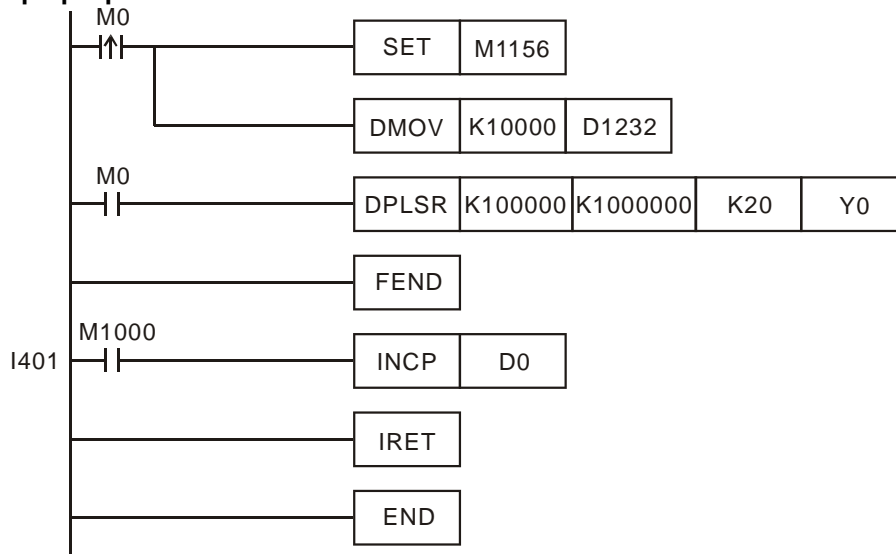 M0
SET M1156
DMOV K10000 D1232
M0
DPLSR K100000 K1000000 K20 Y0
FEND
M1000
I401 INCP D0
IRET
END